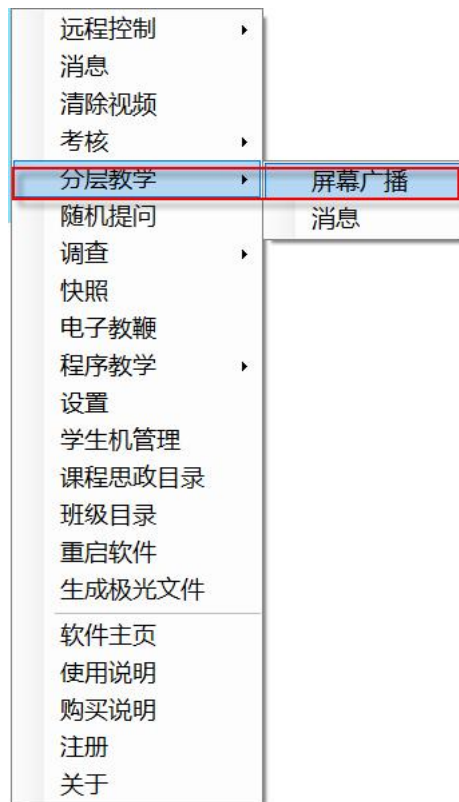 远程控制
消息
清除视频
考核
分层教学
屏幕广播
随机提问
消息
调查
快照
电子教鞭
程序教学
设置
学生机管理
课程思政目录
班级目录
重启软件
生成极光文件
软件主页
使用说明
购买说明
注册
关于